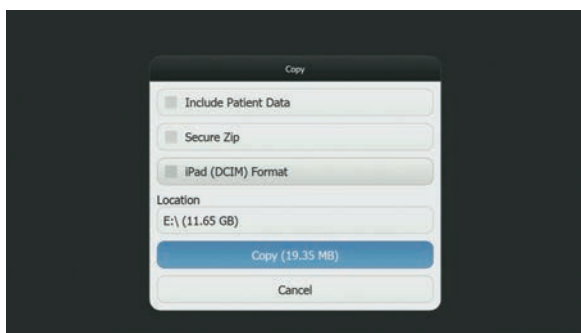 Copy
Include Patient Data
Secure Zip
iPad (DCIM) Format
Location
E:\ (11.65 GB)
Copy (19.35 MB)
Cancel